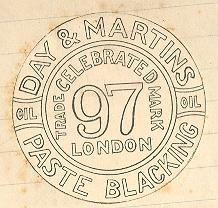 DAY & MARTINS
OIL
OIL
PASTE BLACKING
CELEBRATED
TRADE MARK
97
LONDON